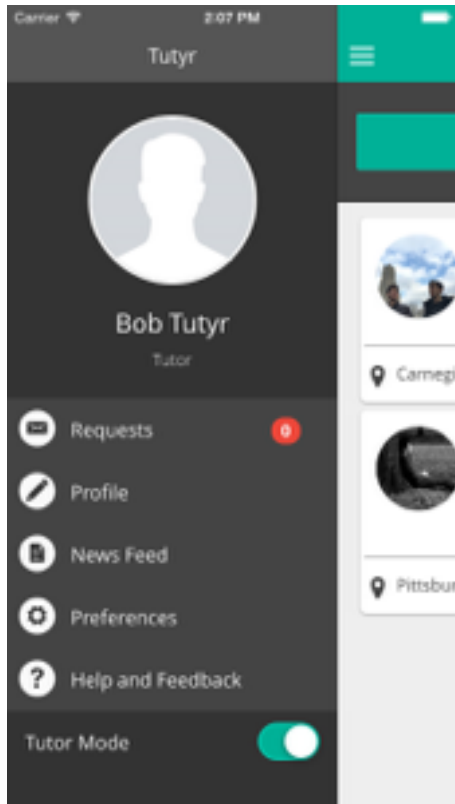 Carrier 2:07 PM
Tutyr
Bob Tutyr
Tutor
Requests 0
Profile
News Feed
Preferences
Help and Feedback
Tutor Mode
Carnegi
Pittsbur